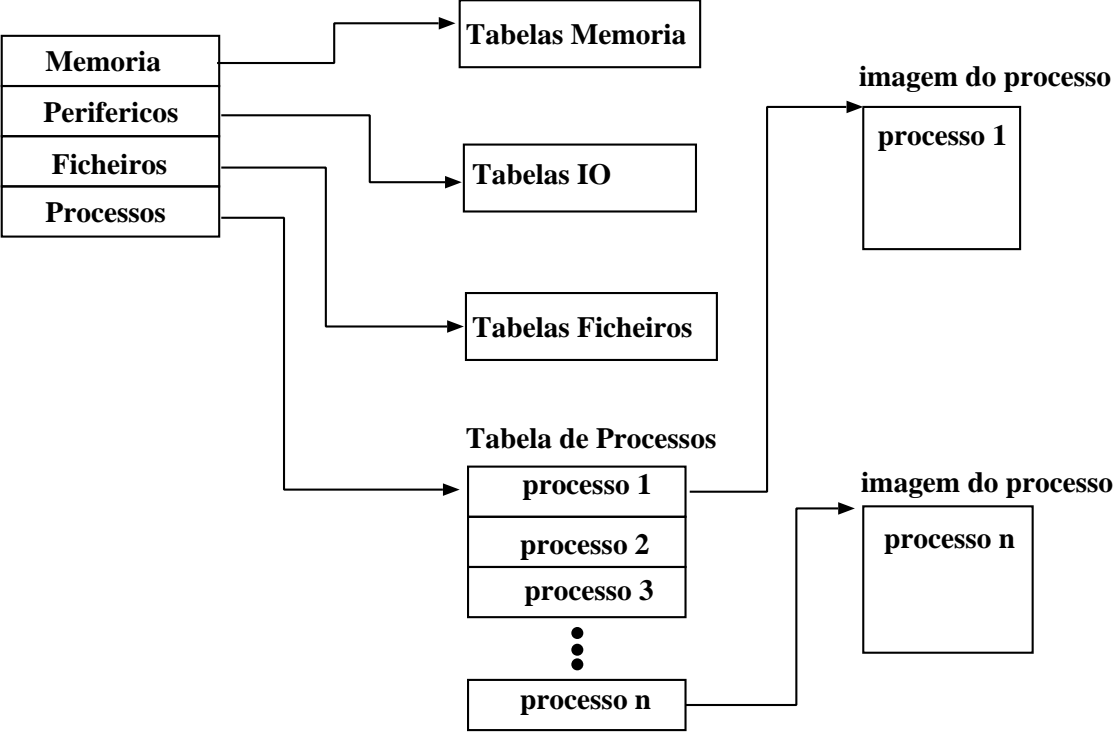 Memoria
Perifericos
Ficheiros
Processos
Tabelas Memoria
Tabelas IO
Tabelas Ficheiros
Tabela de Processos
processo 1
processo 2
processo 3
processo n
imagem do processo
processo 1
imagem do processo
processo n